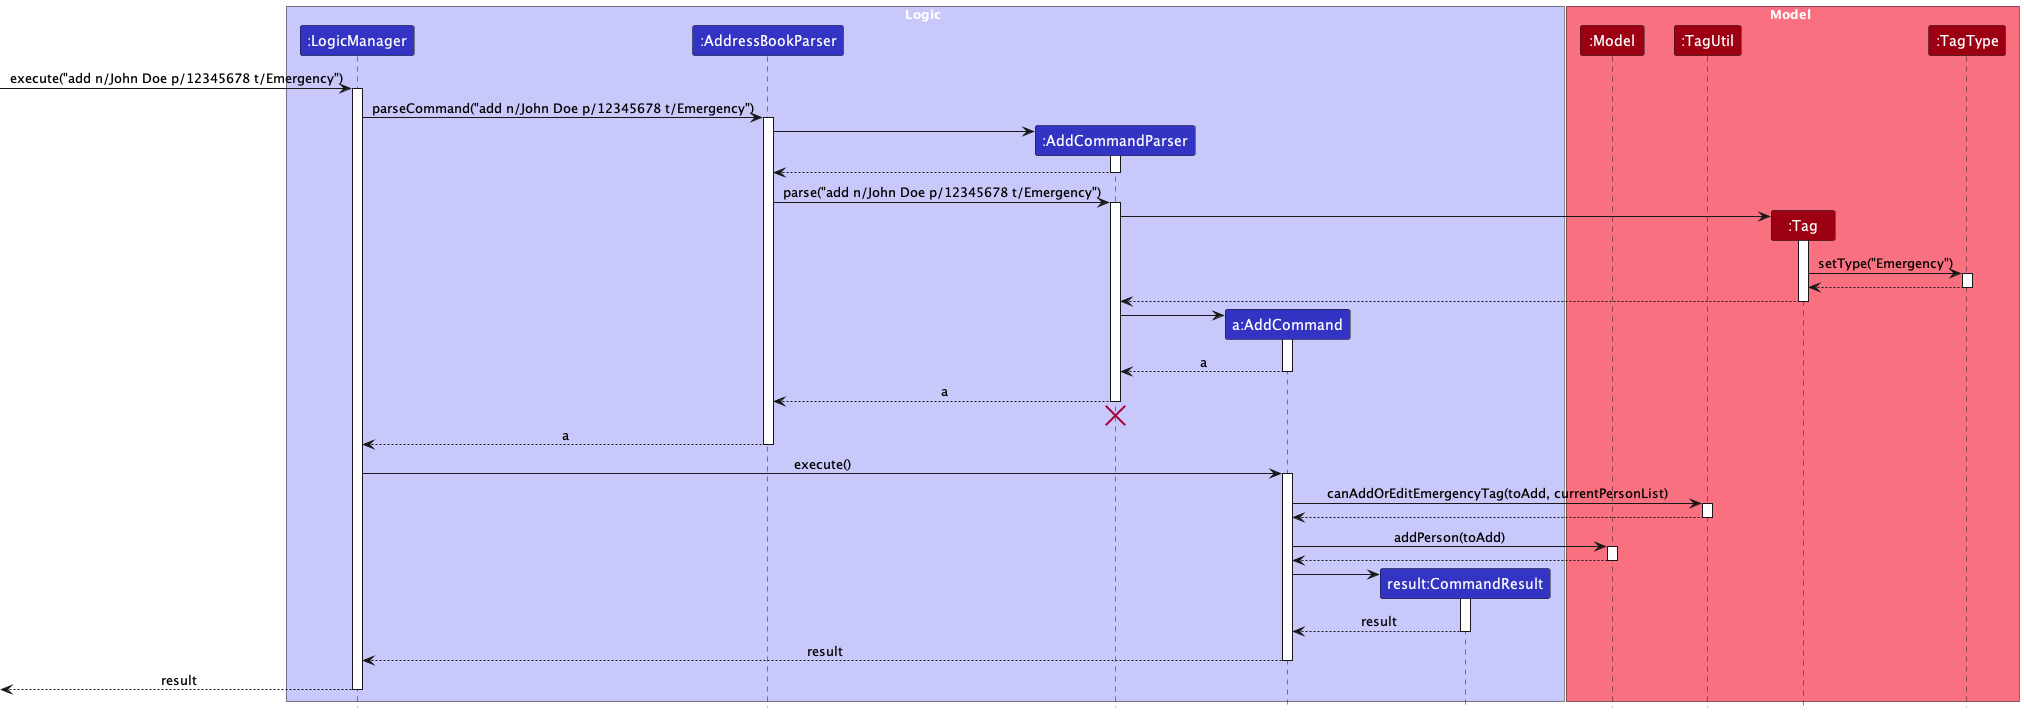 Logic
Model
:LogicManager
:AddressBookParser
:Model
:TagUtil
:TagType
execute("add n/John Doe p/12345678 t/Emergency")
parseCommand("add n/John Doe p/12345678 t/Emergency")
:AddCommandParser
parse("add n/John Doe p/12345678 t/Emergency")
:Tag
setType("Emergency")
a:AddCommand
a
a
a
execute()
canAddOrEditEmergencyTag(toAdd, currentPersonList)
addPerson(toAdd)
result:CommandResult
result
result
result